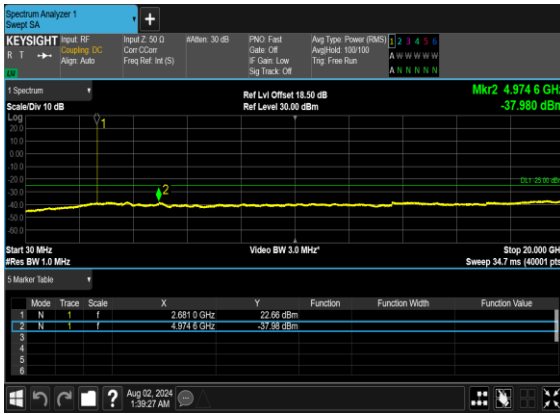 Spectrum Analyzer 1
Swept SA
+
KEYSIGHT Input: RF Input Z: 50 Ω #Atten: 30 dB PNO: Fast Avg Type: Power (RMS) 1 2 3 4 5 6
R T Coupling: DC Corr CCorr Gate: Off Avg|Hold: 100/100 A W W W W W
Align: Auto Freq Ref: Int (S) IF Gain: Low Trig: Free Run
LW Sig Track: Off A N N N N N
1 Spectrum Ref Lvl Offset 18.50 dB Mkr2 4.974 6 GHz
Scale/Div 10 dB Ref Level 30.00 dBm -37.980 dBm
Log
20.0
10.0
0.00
-10.0
-20.0
-30.0
-40.0
-50.0
-60.0
1
2
DL1 -25.00 dBm
Start 30 MHz Video BW 3.0 MHz* Stop 20.000 GHz
#Res BW 1.0 MHz Sweep 34.7 ms (40001 pts)
5 Marker Table
Mode Trace Scale X Y Function Function Width Function Value
1 N 1 f 2.681 0 GHz 22.66 dBm
2 N 1 f 4.974 6 GHz -37.98 dBm
3
4
5
6
? Aug 02, 2024
1:39:27 AM